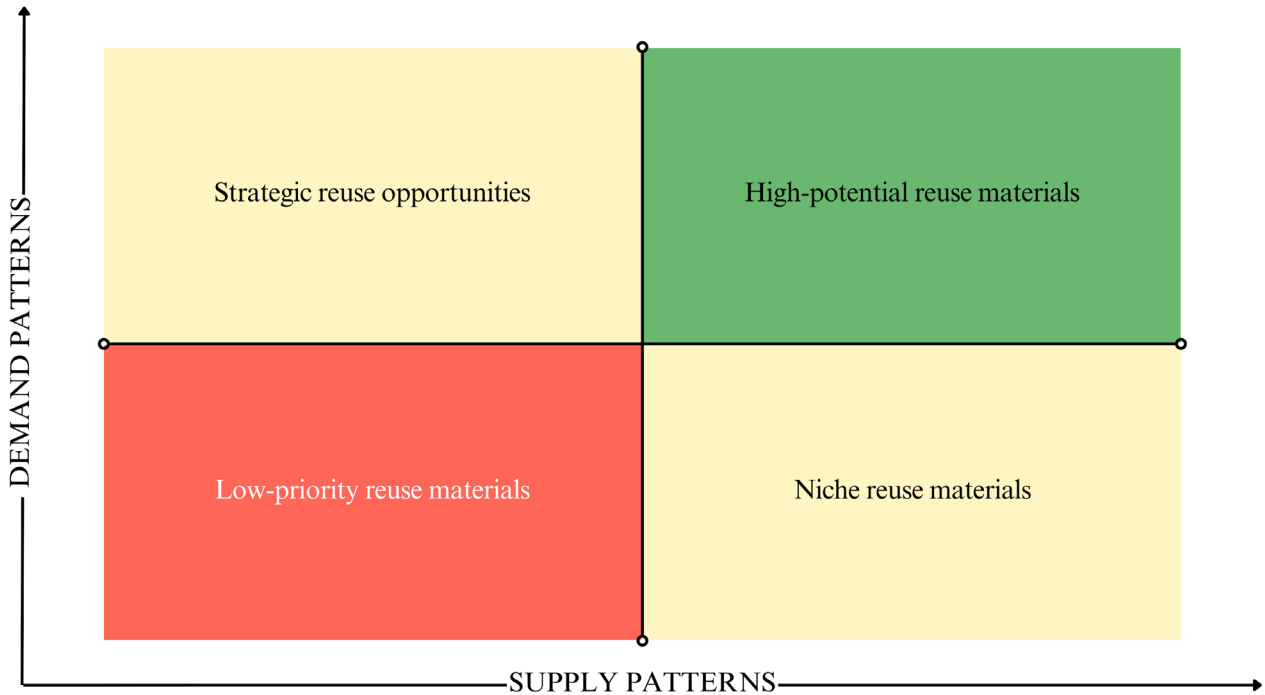 Strategic reuse opportunities
High-potential reuse materials
DEMAND PATTERNS
Low-priority reuse materials
Niche reuse materials
SUPPLY PATTERNS